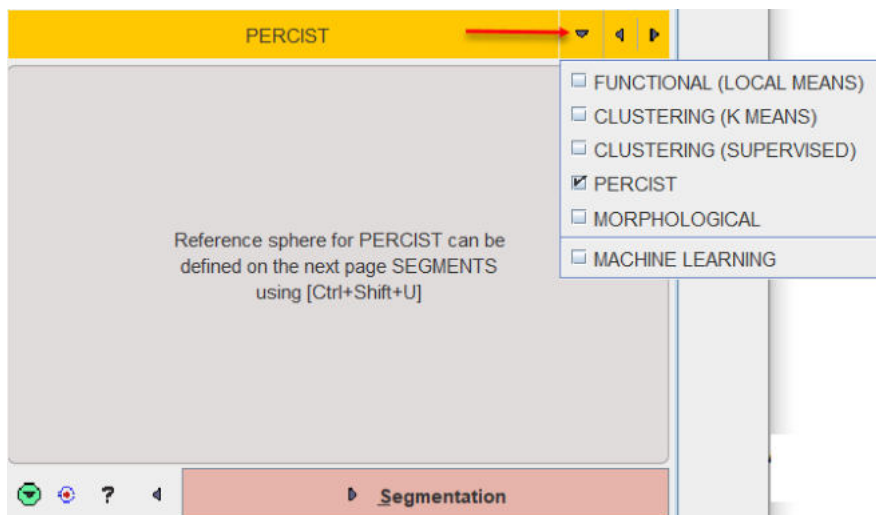 PERCIST
FUNCTIONAL (LOCAL MEANS)
CLUSTERING (K MEANS)
CLUSTERING (SUPERVISED)
PERCIST
MORPHOLOGICAL
MACHINE LEARNING
Reference sphere for PERCIST can be
defined on the next page SEGMENTS
using [Ctrl+Shift+U]
?
Segmentation